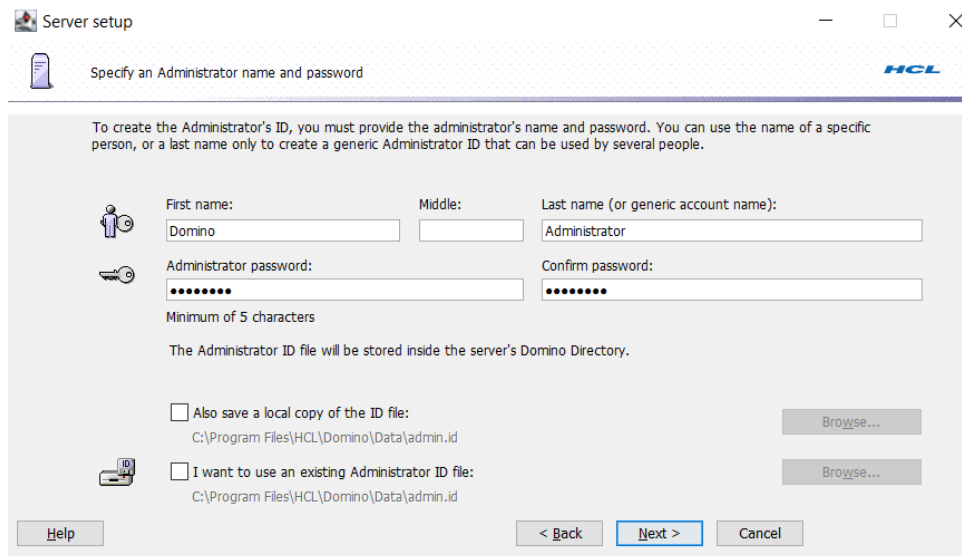 Server setup
Specify an Administrator name and password
HCL
To create the Administrator's ID, you must provide the administrator's name and password. You can use the name of a specific
person, or a last name only to create a generic Administrator ID that can be used by several people.
First name: Middle: Last name (or generic account name):
Domino Administrator
Administrator password: Confirm password:
•••••••• ••••••••
Minimum of 5 characters
The Administrator ID file will be stored inside the server's Domino Directory.
Also save a local copy of the ID file:
Browse...
C:\Program Files\HCL\Domino\Data\admin.id
ID
I want to use an existing Administrator ID file:
Browse...
C:\Program Files\HCL\Domino\Data\admin.id
Help < Back Next > Cancel